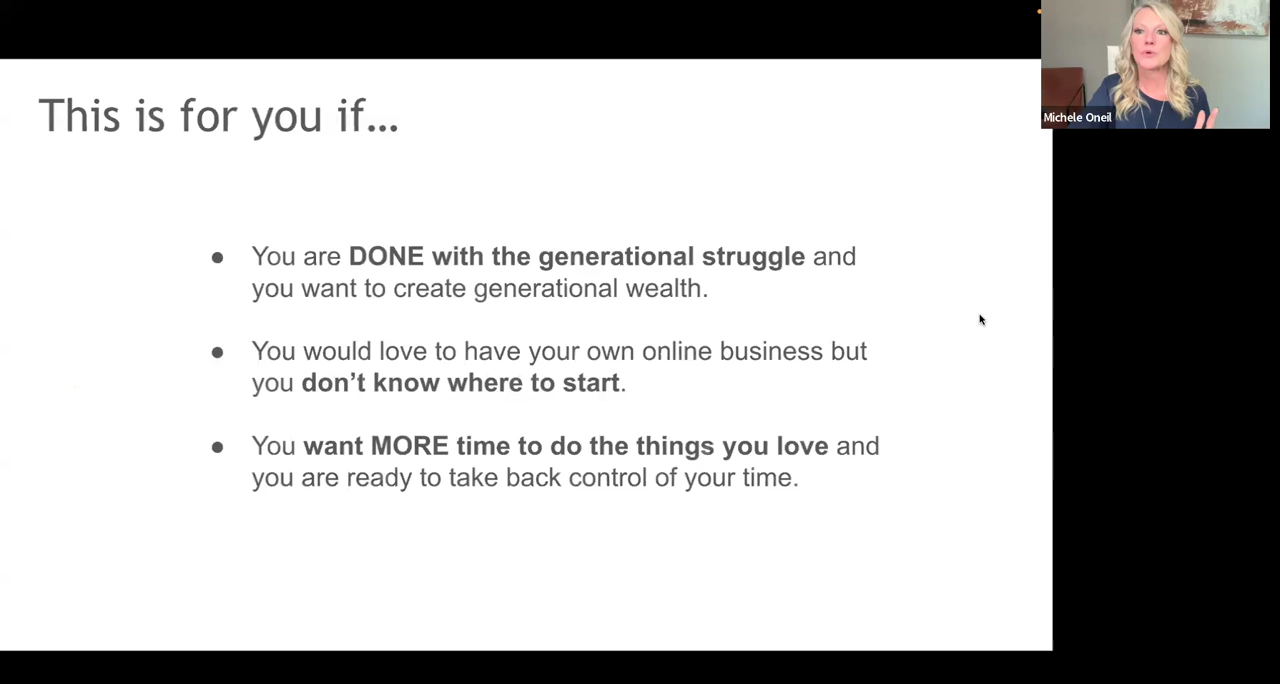 This is for you if...
Michele Oneil
● You are DONE with the generational struggle and
you want to create generational wealth.
● You would love to have your own online business but
you don’t know where to start.
● You want MORE time to do the things you love and
you are ready to take back control of your time.